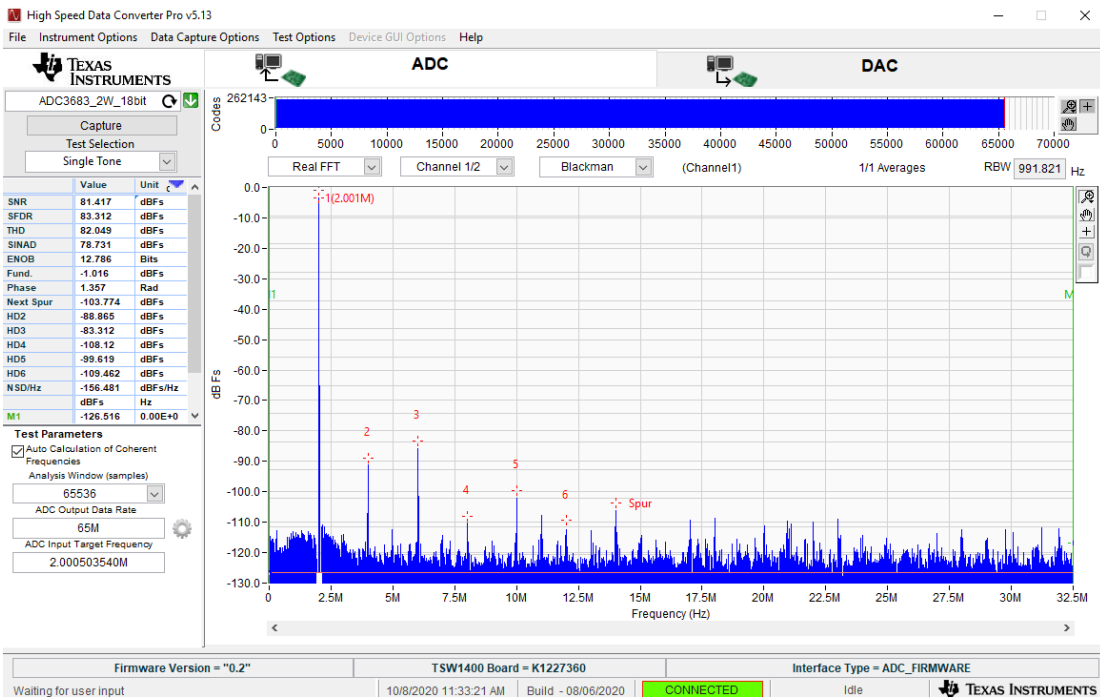 High Speed Data Converter Pro v5.13
File Instrument Options Data Capture Options Test Options Device GUI Options Help
TEXAS INSTRUMENTS
ADC
DAC
ADC3683_2W_18bit
Capture
Test Selection
Single Tone
Value Unit
SNR 81.417 dBFs
SFDR 83.312 dBFs
THD 82.049 dBFs
SINAD 78.731 dBFs
ENOB 12.786 Bits
Fund. -1.016 dBFs
Phase 1.357 Rad
Next Spur -103.774 dBFs
HD2 -88.865 dBFs
HD3 -83.312 dBFs
HD4 -108.12 dBFs
HD5 -99.619 dBFs
HD6 -109.462 dBFs
NSD/Hz -156.481 dBFs/Hz
dBFs Hz
M1 -126.516 0.00E+0
Test Parameters
Auto Calculation of Coherent
Frequencies
Analysis Window (samples)
65536
ADC Output Data Rate
65M
ADC Input Target Frequency
2.000503540M
Codes
262143
0
0 5000 10000 15000 20000 25000 30000 35000 40000 45000 50000 55000 60000 65000 70000
Real FFT Channel 1/2 Blackman (Channel1) 1/1 Averages RBW 991.821 Hz
dB Fs
0.0
-10.0
-20.0
-30.0
-40.0
-50.0
-60.0
-70.0
-80.0
-90.0
-100.0
-110.0
-120.0
-130.0
1(2.001M)
2
3
4
5
6
Spur
0 2.5M 5M 7.5M 10M 12.5M 15M 17.5M 20M 22.5M 25M 27.5M 30M 32.5M
Frequency (Hz)
Firmware Version = "0.2" TSW1400 Board = K1227360 Interface Type = ADC_FIRMWARE
Waiting for user input 10/8/2020 11:33:21 AM Build - 08/06/2020 CONNECTED Idle TEXAS INSTRUMENTS